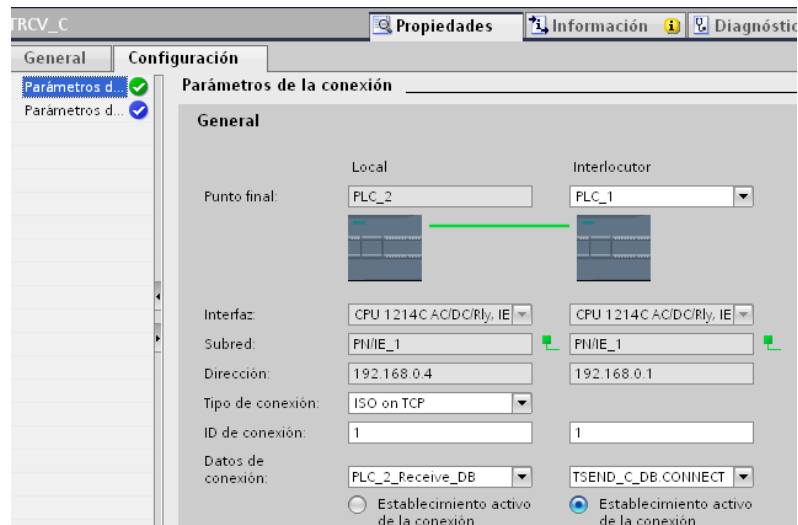 TRCV_C
Propiedades Información Diagnóstic
General Configuración
Parámetros d... Parámetros de la conexión
Parámetros d...
General
Local Interlocutor
Punto final: PLC_2 PLC_1
Interfaz: CPU 1214C AC/DC/Rly, IE CPU 1214C AC/DC/Rly, IE
Subred: PN/IE_1 PN/IE_1
Dirección: 192.168.0.4 192.168.0.1
Tipo de conexión: ISO on TCP
ID de conexión: 1 1
Datos de
conexión: PLC_2_Receive_DB TSEND_C_DB.CONNECT
Establecimiento activo Establecimiento activo
de la conexión de la conexión